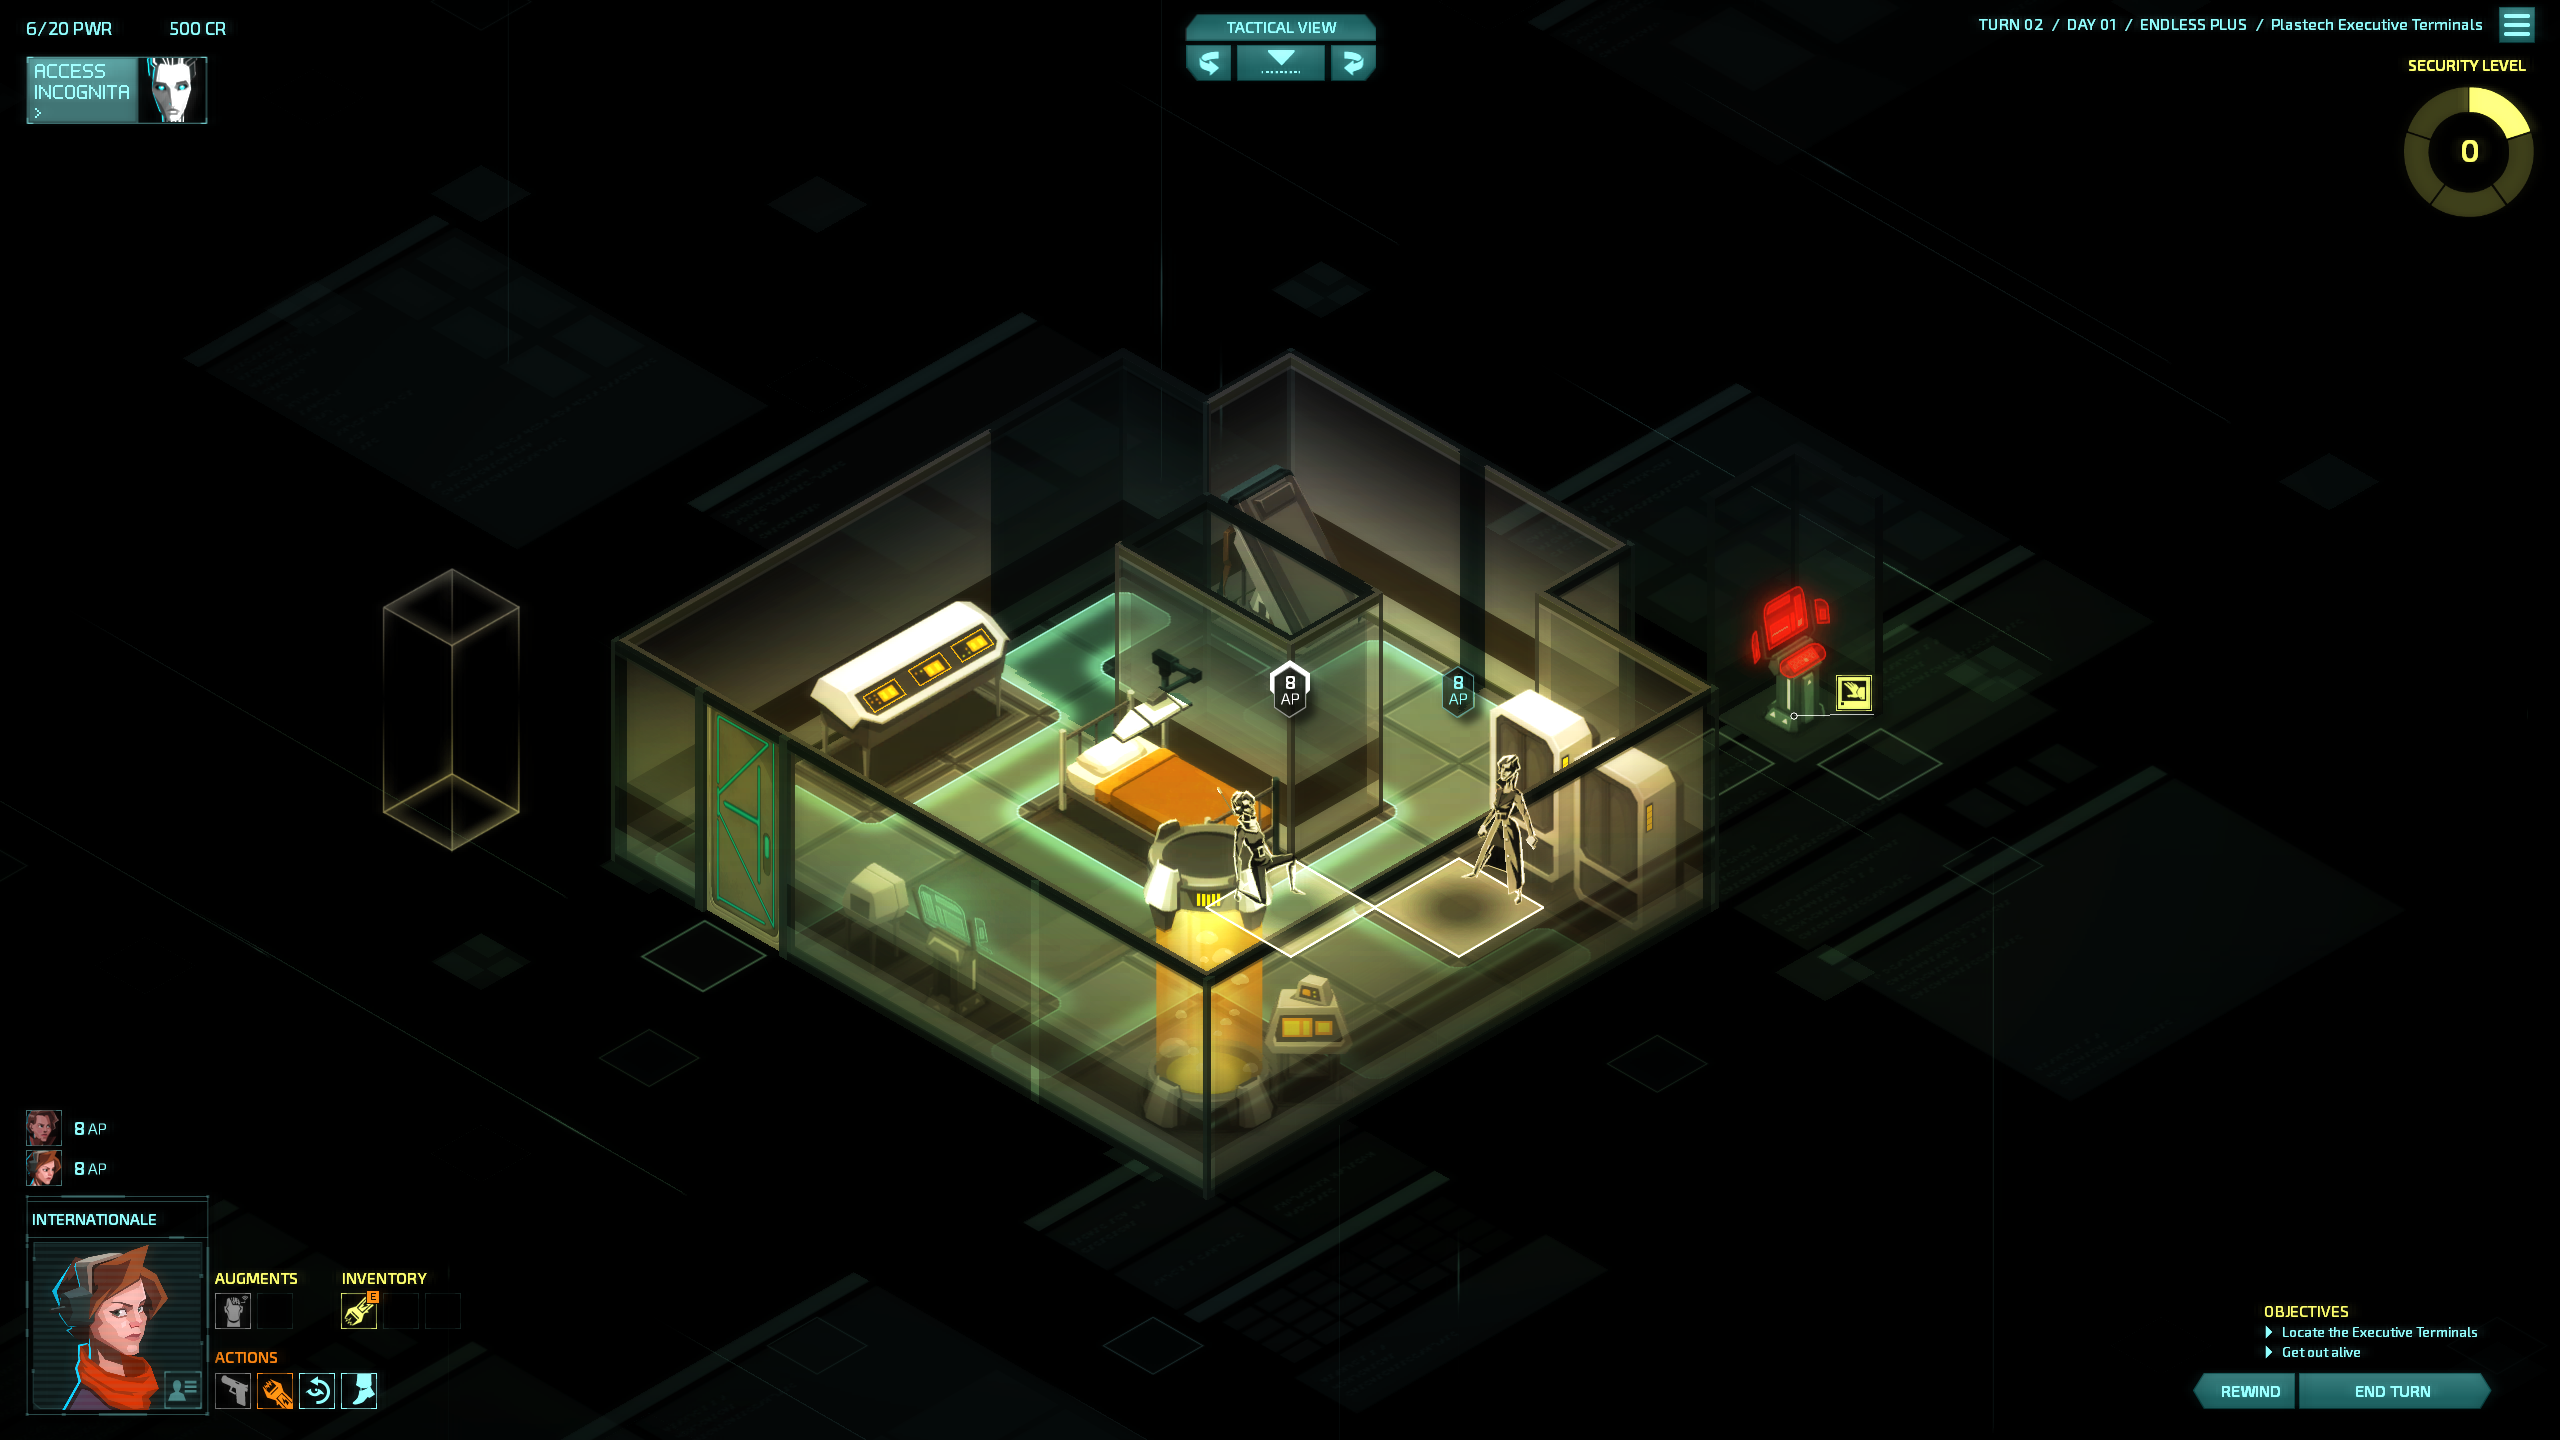 6/20 PWR 500 CR
ACCESS
INCOGNITA
>
TACTICAL VIEW
TURN 02 / DAY 01 / ENDLESS PLUS / Plastech Executive Terminals
SECURITY LEVEL
0
8
AP
8
AP
8 AP
8 AP
INTERNATIONALE
AUGMENTS INVENTORY
E
ACTIONS
OBJECTIVES
Locate the Executive Terminals
Get out alive
REWIND END TURN